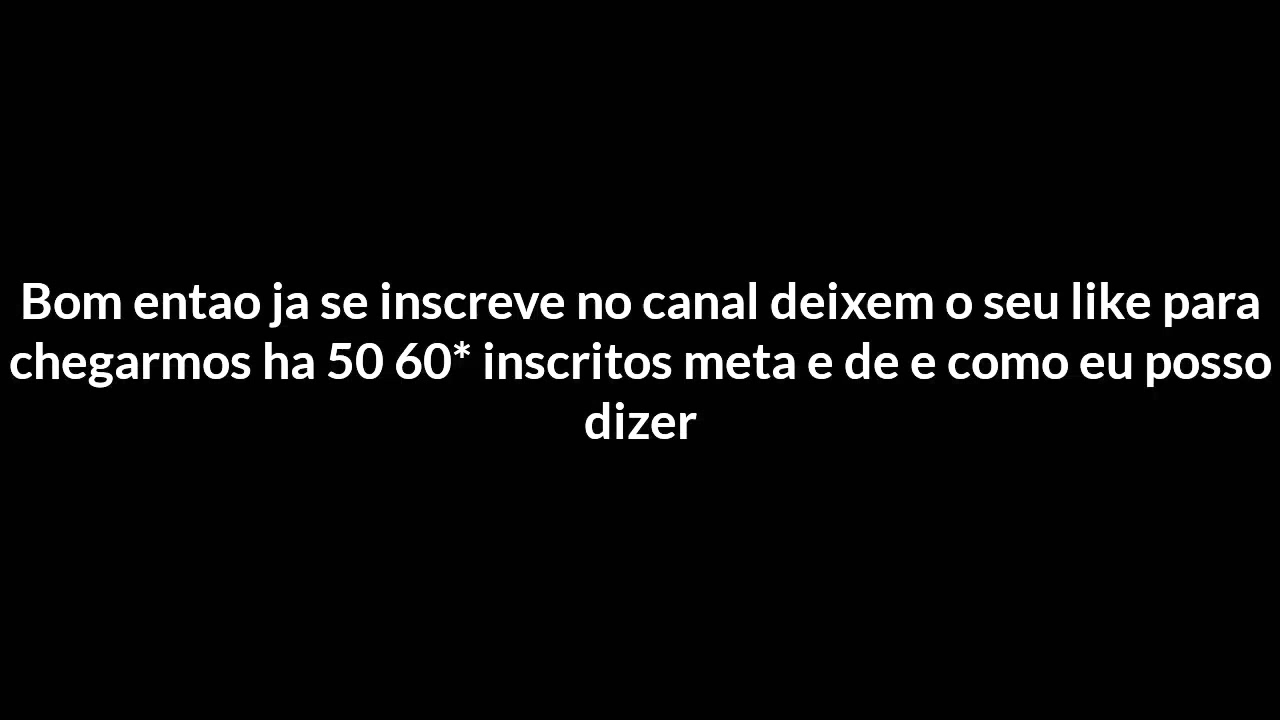 Bom entao ja se inscreve no canal deixem o seu like para
chegarmos ha 50 60* inscritos meta e de e como eu posso
dizer